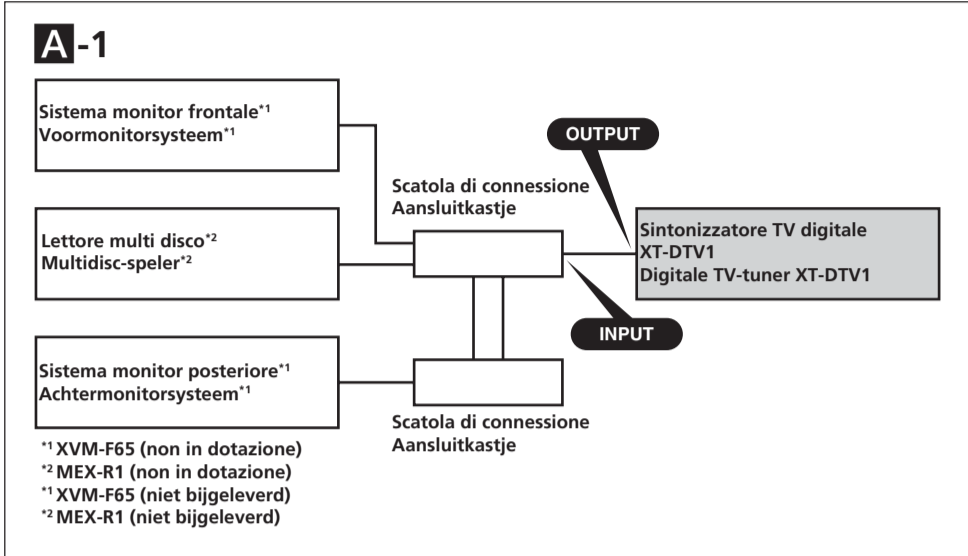 A-1
Sistema monitor frontale*1
Voormonitorsysteem*1
OUTPUT
Scatola di connessione
Aansluitkastje
Lettore multi disco*2
Multidisc-speler*2
Sintonizzatore TV digitale
XT-DTV1
Digitale TV-tuner XT-DTV1
INPUT
Sistema monitor posteriore*1
Achtermonitorsysteem*1
Scatola di connessione
Aansluitkastje
*1 XVM-F65 (non in dotazione)
*2 MEX-R1 (non in dotazione)
*1 XVM-F65 (niet bijgeleverd)
*2 MEX-R1 (niet bijgeleverd)